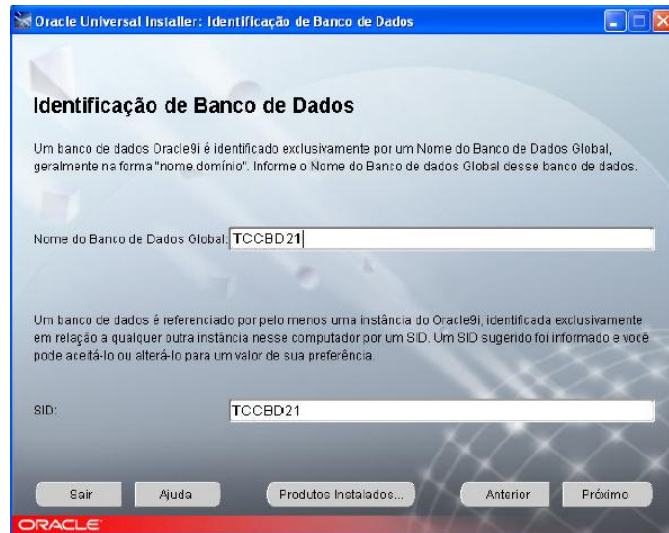 Oracle Universal Installer: Identificação de Banco de Dados
Identificação de Banco de Dados
Um banco de dados Oracle9i é identificado exclusivamente por um Nome do Banco de Dados Global,
geralmente na forma "nome domínio". Informe o Nome do Banco de dados Global desse banco de dados.
Nome do Banco de Dados Global: TCCBD21
Um banco de dados é referenciado por pelo menos uma instância do Oracle9i, identificada exclusivamente
em relação a qualquer outra instância nesse computador por um SID. Um SID sugerido foi informado e você
pode aceitá-lo ou alterá-lo para um valor de sua preferência.
SID: TCCBD21
Sair Ajuda Produtos Instalados... Anterior Próximo
ORACLE